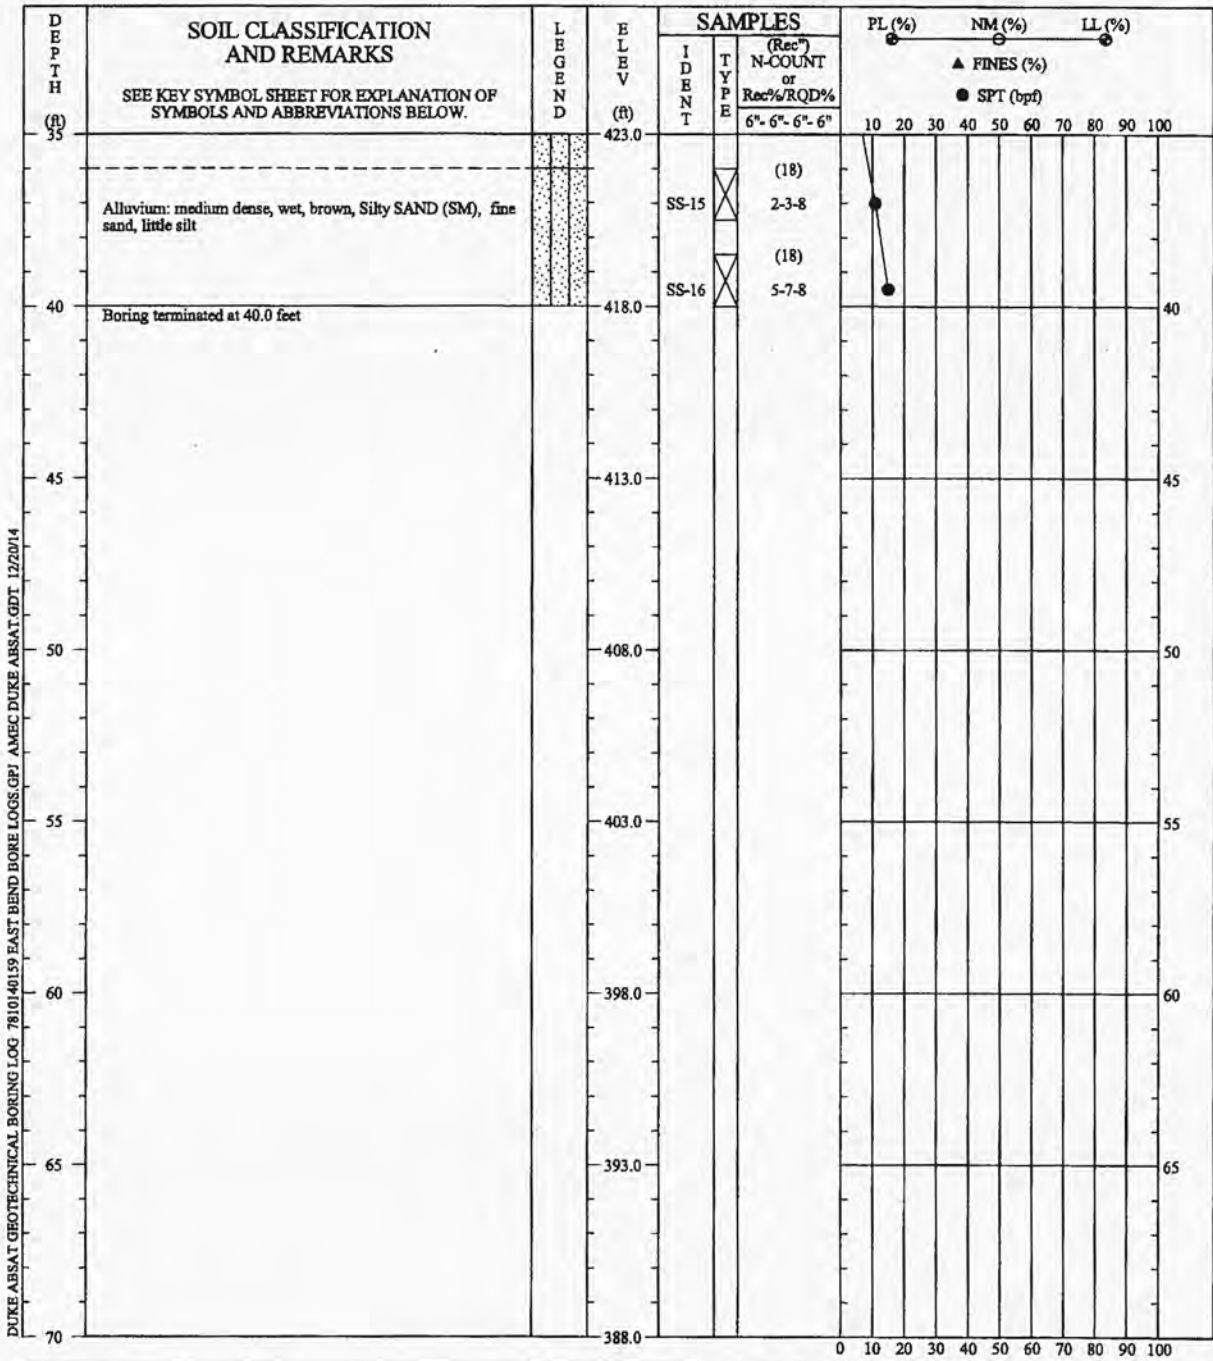 DEPTH
(ft)
SOIL CLASSIFICATION
AND REMARKS
SEE KEY SYMBOL SHEET FOR EXPLANATION OF
SYMBOLS AND ABBREVIATIONS BELOW.
LEGEND
ELEV
(ft)
SAMPLES
IDENT
TYPE
(Rec")
N-COUNT
or
Rec%/RQD%
6"- 6"- 6"- 6"
PL (%) NM (%) LL (%)
▲ FINES (%)
● SPT (bpf)
10 20 30 40 50 60 70 80 90 100
35 423.0
(18)
Alluvium: medium dense, wet, brown, Silty SAND (SM), fine
sand, little silt
SS-15 2-3-8
(18)
SS-16 5-7-8
40 418.0 40
Boring terminated at 40.0 feet
45 413.0 45
50 408.0 50
55 403.0 55
60 398.0 60
65 393.0 65
70 388.0
0 10 20 30 40 50 60 70 80 90 100
DUKE ABSAT GEOTECHNICAL BORING LOG 7810140159 EAST BEND BORE LOGS.GPJ AMEC DUKE ABSAT.GDT 12/20/14